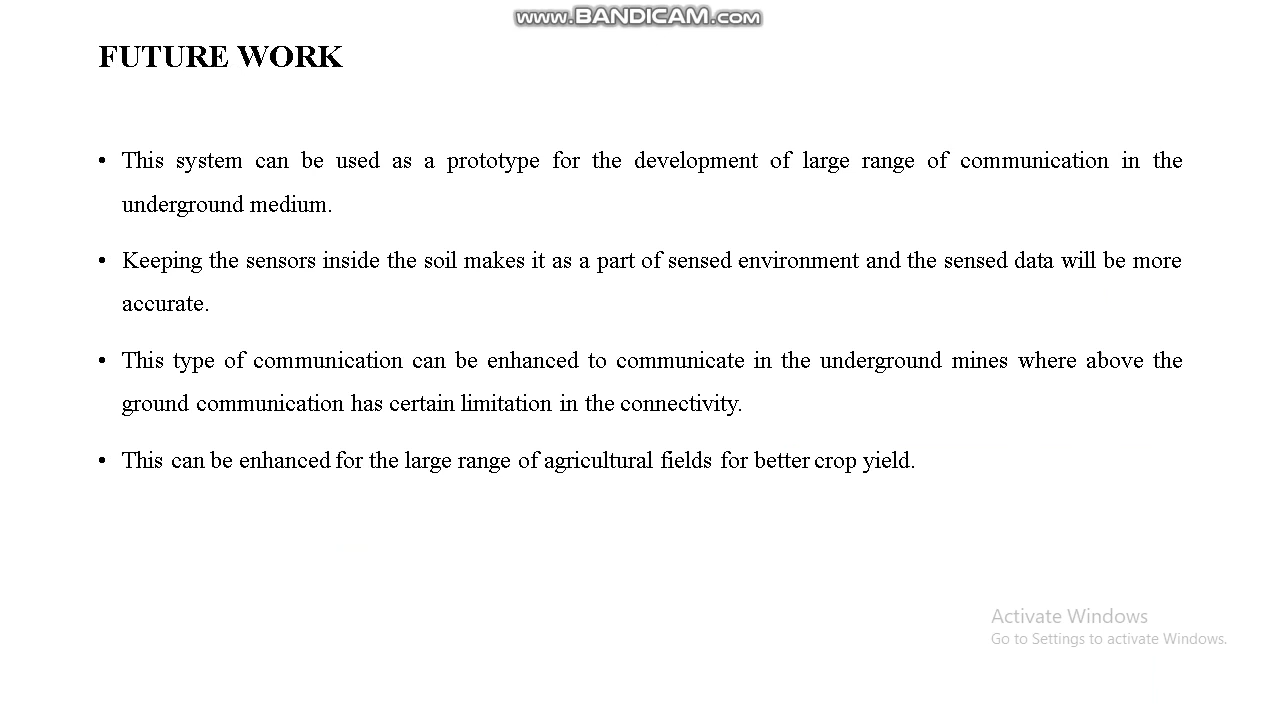 www.BANDICAM.com
FUTURE WORK
• This system can be used as a prototype for the development of large range of communication in the
underground medium.
• Keeping the sensors inside the soil makes it as a part of sensed environment and the sensed data will be more
accurate.
• This type of communication can be enhanced to communicate in the underground mines where above the
ground communication has certain limitation in the connectivity.
• This can be enhanced for the large range of agricultural fields for better crop yield.
Activate Windows
Go to Settings to activate Windows.